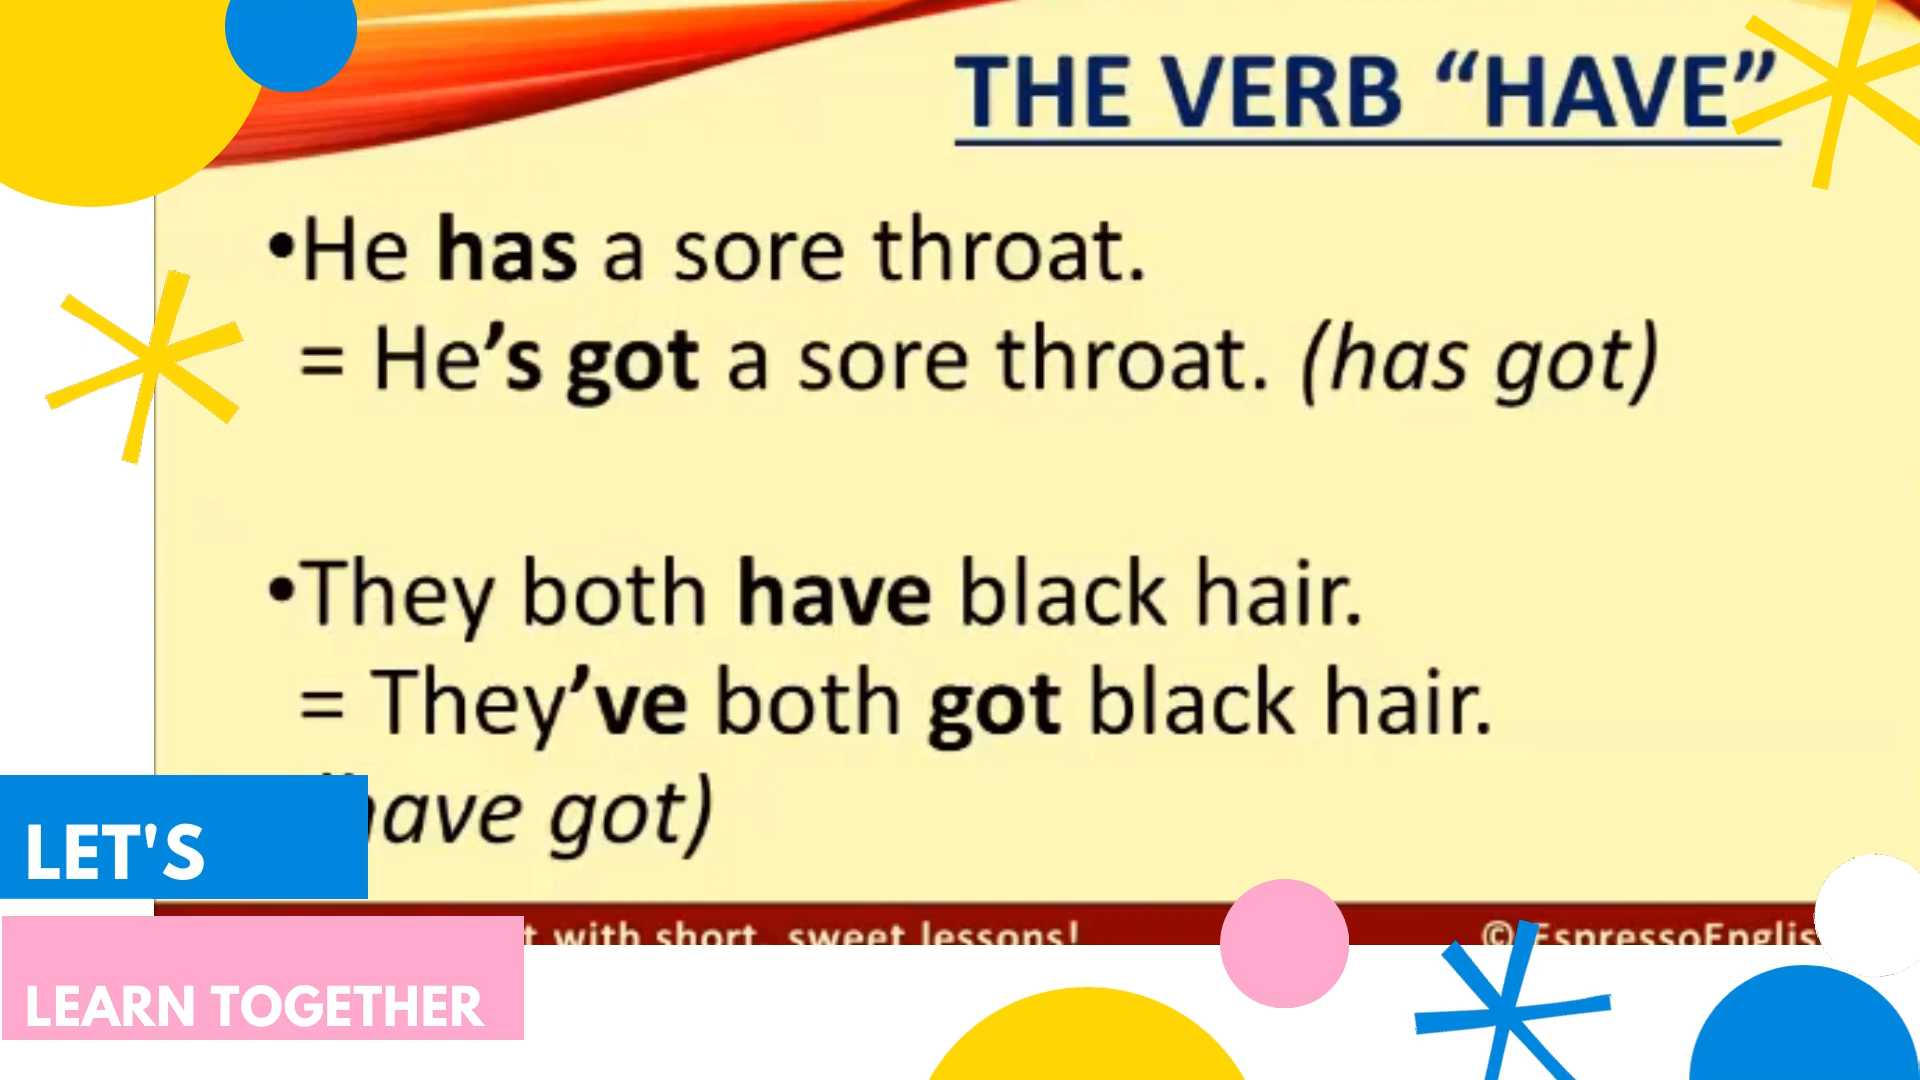 THE VERB “HAVE”
•He has a sore throat.
= He’s got a sore throat. (has got)
•They both have black hair.
= They’ve both got black hair.
got)
LET'S
with short, sweet lessons!
LEARN TOGETHER